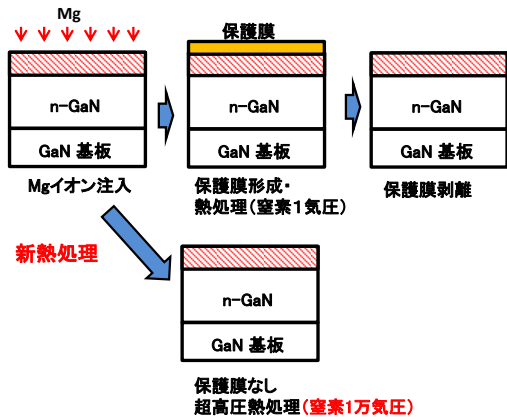 Mg
n-GaN
GaN 基板
Mgイオン注入
保護膜
n-GaN
GaN 基板
保護膜形成・
熱処理(窒素1気圧)
n-GaN
GaN 基板
保護膜剥離
新熱処理
n-GaN
GaN 基板
保護膜なし
超高圧熱処理(窒素1万気圧)